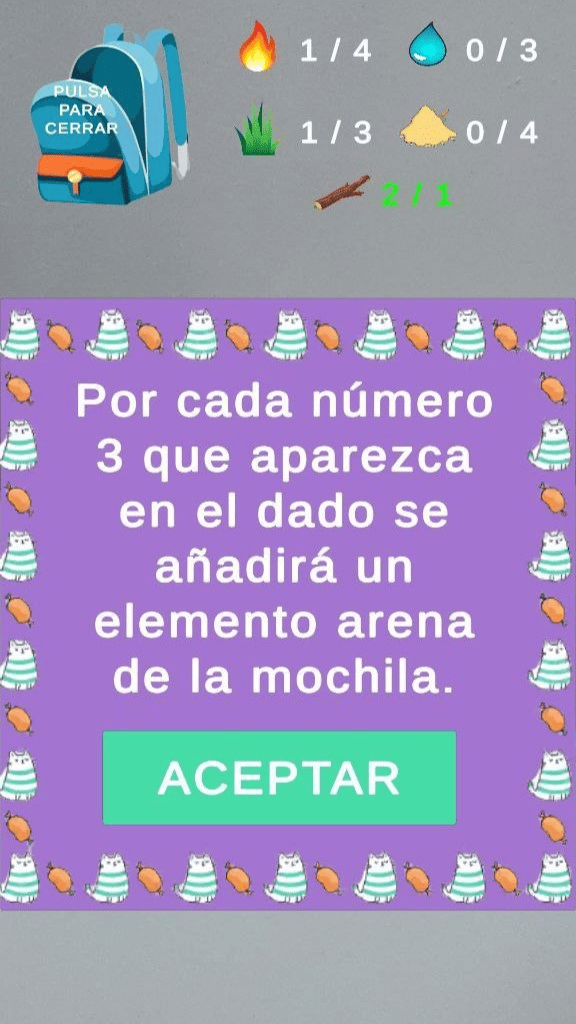 PULSA
PARA
CERRAR
1 / 4
0 / 3
1 / 3
0 / 4
2 / 1
Por cada número
3 que aparezca
en el dado se
añadirá un
elemento arena
de la mochila.
ACEPTAR